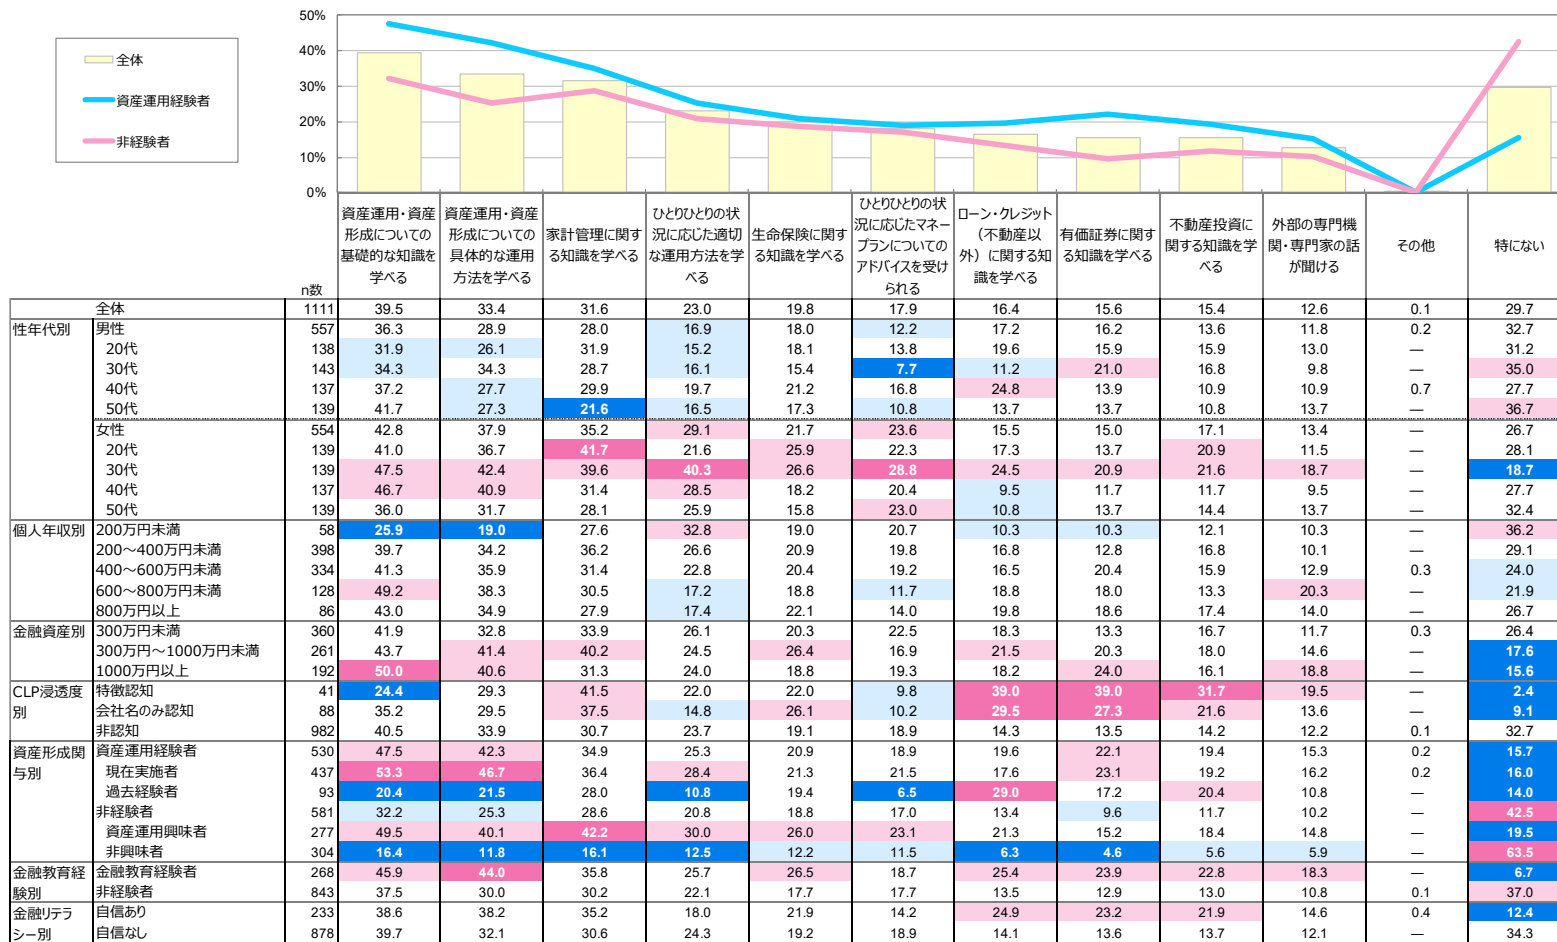 50%
40%
30%
20%
10%
0%
全体
資産運用経験者
非経験者
n数
資産運用・資産
形成についての
基礎的な知識を
学べる
資産運用・資産
形成についての
具体的な運用
方法を学べる
家計管理に関す
る知識を学べる
ひとりひとりの状
況に応じた適切
な運用方法を学
べる
生命保険に関す
る知識を学べる
ひとりひとりの状
況に応じたマネー
プランについての
アドバイスを受け
られる
ローン・クレジット
（不動産以
外）に関する知
識を学べる
有価証券に関す
る知識を学べる
不動産投資に
関する知識を学
べる
外部の専門機
関・専門家の話
が聞ける
その他
特にない
全体 1111 39.5 33.4 31.6 23.0 19.8 17.9 16.4 15.6 15.4 12.6 0.1 29.7
性年代別 男性 557 36.3 28.9 28.0 16.9 18.0 12.2 17.2 16.2 13.6 11.8 0.2 32.7
20代 138 31.9 26.1 31.9 15.2 18.1 13.8 19.6 15.9 15.9 13.0 — 31.2
30代 143 34.3 34.3 28.7 16.1 15.4 7.7 11.2 21.0 16.8 9.8 — 35.0
40代 137 37.2 27.7 29.9 19.7 21.2 16.8 24.8 13.9 10.9 10.9 0.7 27.7
50代 139 41.7 27.3 21.6 16.5 17.3 10.8 13.7 13.7 10.8 13.7 — 36.7
女性 554 42.8 37.9 35.2 29.1 21.7 23.6 15.5 15.0 17.1 13.4 — 26.7
20代 139 41.0 36.7 41.7 21.6 25.9 22.3 17.3 13.7 20.9 11.5 — 28.1
30代 139 47.5 42.4 39.6 40.3 26.6 28.8 24.5 20.9 21.6 18.7 — 18.7
40代 137 46.7 40.9 31.4 28.5 18.2 20.4 9.5 11.7 11.7 9.5 — 27.7
50代 139 36.0 31.7 28.1 25.9 15.8 23.0 10.8 13.7 14.4 13.7 — 32.4
個人年収別 200万円未満 58 25.9 19.0 27.6 32.8 19.0 20.7 10.3 10.3 12.1 10.3 — 36.2
200～400万円未満 398 39.7 34.2 36.2 26.6 20.9 19.8 16.8 12.8 16.8 10.1 — 29.1
400～600万円未満 334 41.3 35.9 31.4 22.8 20.4 19.2 16.5 20.4 15.9 12.9 0.3 24.0
600～800万円未満 128 49.2 38.3 30.5 17.2 18.8 11.7 18.8 18.0 13.3 20.3 — 21.9
800万円以上 86 43.0 34.9 27.9 17.4 22.1 14.0 19.8 18.6 17.4 14.0 — 26.7
金融資産別 300万円未満 360 41.9 32.8 33.9 26.1 20.3 22.5 18.3 13.3 16.7 11.7 0.3 26.4
300万円～1000万円未満 261 43.7 41.4 40.2 24.5 26.4 16.9 21.5 20.3 18.0 14.6 — 17.6
1000万円以上 192 50.0 40.6 31.3 24.0 18.8 19.3 18.2 24.0 16.1 18.8 — 15.6
CLP浸透度 特徴認知 41 24.4 29.3 41.5 22.0 22.0 9.8 39.0 39.0 31.7 19.5 — 2.4
別 会社名のみ認知 88 35.2 29.5 37.5 14.8 26.1 10.2 29.5 27.3 21.6 13.6 — 9.1
非認知 982 40.5 33.9 30.7 23.7 19.1 18.9 14.3 13.5 14.2 12.2 0.1 32.7
資産形成関 資産運用経験者 530 47.5 42.3 34.9 25.3 20.9 18.9 19.6 22.1 19.4 15.3 0.2 15.7
与別 現在実施者 437 53.3 46.7 36.4 28.4 21.3 21.5 17.6 23.1 19.2 16.2 0.2 16.0
過去経験者 93 20.4 21.5 28.0 10.8 19.4 6.5 29.0 17.2 20.4 10.8 — 14.0
非経験者 581 32.2 25.3 28.6 20.8 18.8 17.0 13.4 9.6 11.7 10.2 — 42.5
資産運用興味者 277 49.5 40.1 42.2 30.0 26.0 23.1 21.3 15.2 18.4 14.8 — 19.5
非興味者 304 16.4 11.8 16.1 12.5 12.2 11.5 6.3 4.6 5.6 5.9 — 63.5
金融教育経 金融教育経験者 268 45.9 44.0 35.8 25.7 26.5 18.7 25.4 23.9 22.8 18.3 — 6.7
験別 非経験者 843 37.5 30.0 30.2 22.1 17.7 17.7 13.5 12.9 13.0 10.8 0.1 37.0
金融リテラ 自信あり 233 38.6 38.2 35.2 18.0 21.9 14.2 24.9 23.2 21.9 14.6 0.4 12.4
シー別 自信なし 878 39.7 32.1 30.6 24.3 19.2 18.9 14.1 13.6 13.7 12.1 — 34.3